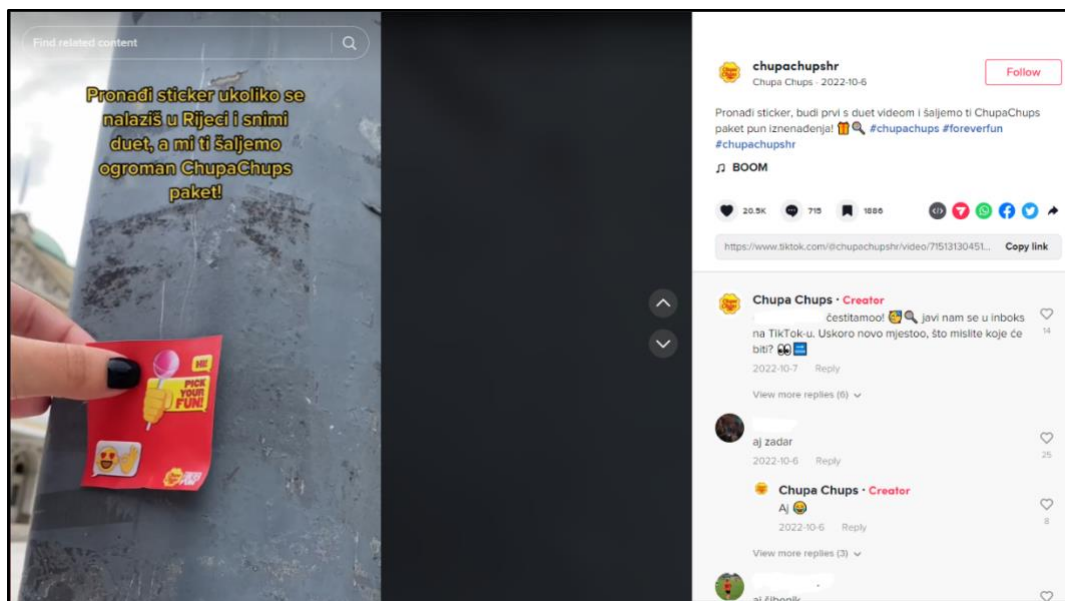 Find related content
Pronađi sticker ukoliko se
nalaziš u Rijeci i snimi
duet, a mi ti šaljemo
ogroman ChupaChups
paket!
HI!
PICK
YOUR
FUN!
chupachupshr
Chupa Chups · 2022-10-6
Follow
Pronađi sticker, budi prvi s duet videom i šaljemo ti ChupaChups
paket pun iznenađenja! 🎁🔍 #chupachups #foreverfun
#chupachupshr
♫ BOOM
20.5K 715 1886
https://www.tiktok.com/@chupachupshr/video/71513130451... Copy link
Chupa Chups · Creator
čestitamoo! 🥳🔍 javi nam se u inboks
na TikTok-u. Uskoro novo mjestoo, što mislite koje će
biti? 👀➡️
14
2022-10-7 Reply
View more replies (6)
aj zadar
2022-10-6 Reply
25
Chupa Chups · Creator
Aj 😂
2022-10-6 Reply
8
View more replies (3)
aj šibenik